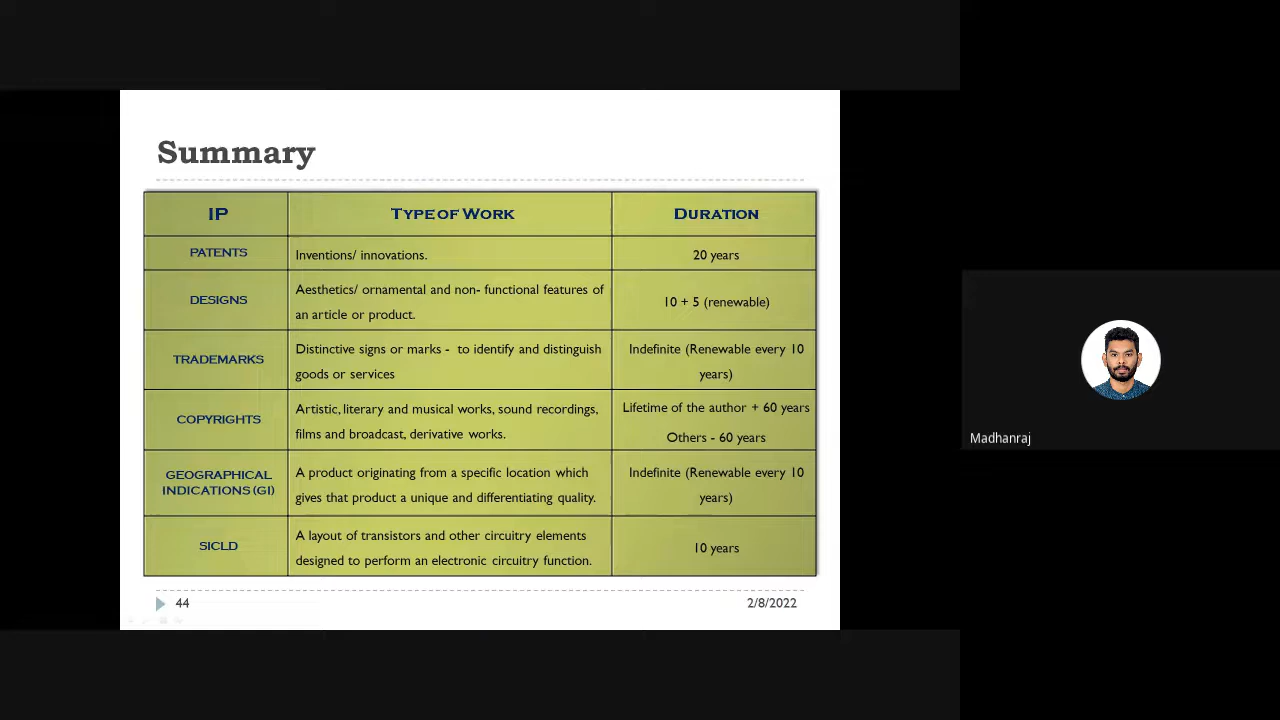 Summary
IP
TYPE OF WORK
DURATION
PATENTS
Inventions/ innovations.
20 years
DESIGNS
Aesthetics/ ornamental and non- functional features of
an article or product.
10 + 5 (renewable)
TRADEMARKS
Distinctive signs or marks - to identify and distinguish
goods or services
Indefinite (Renewable every 10
years)
COPYRIGHTS
Artistic, literary and musical works, sound recordings,
films and broadcast, derivative works.
Lifetime of the author + 60 years
Others - 60 years
GEOGRAPHICAL
INDICATIONS (GI)
A product originating from a specific location which
gives that product a unique and differentiating quality.
Indefinite (Renewable every 10
years)
SICLD
A layout of transistors and other circuitry elements
designed to perform an electronic circuitry function.
10 years
44
2/8/2022
Madhanraj